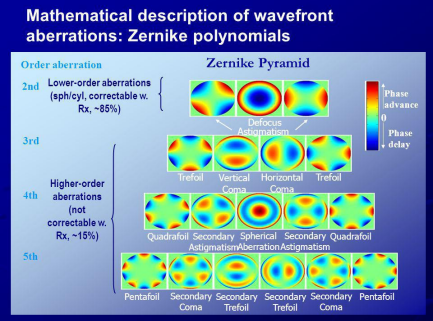 Mathematical description of wavefront
aberrations: Zernike polynomials
Order aberration
Zernike Pyramid
2nd
Lower-order aberrations
(sph/cyl, correctable w.
Rx, ~85%)
Defocus
Astigmatism
Phase
advance
0
Phase
delay
3rd
Trefoil
Vertical
Coma
Horizontal
Coma
Trefoil
4th
Higher-order
aberrations
(not
correctable w.
Rx, ~15%)
Quadrafoil
Secondary
Astigmatism
Spherical
Aberration
Secondary
Astigmatism
Quadrafoil
5th
Pentafoil
Secondary
Coma
Secondary
Trefoil
Secondary
Trefoil
Secondary
Coma
Pentafoil